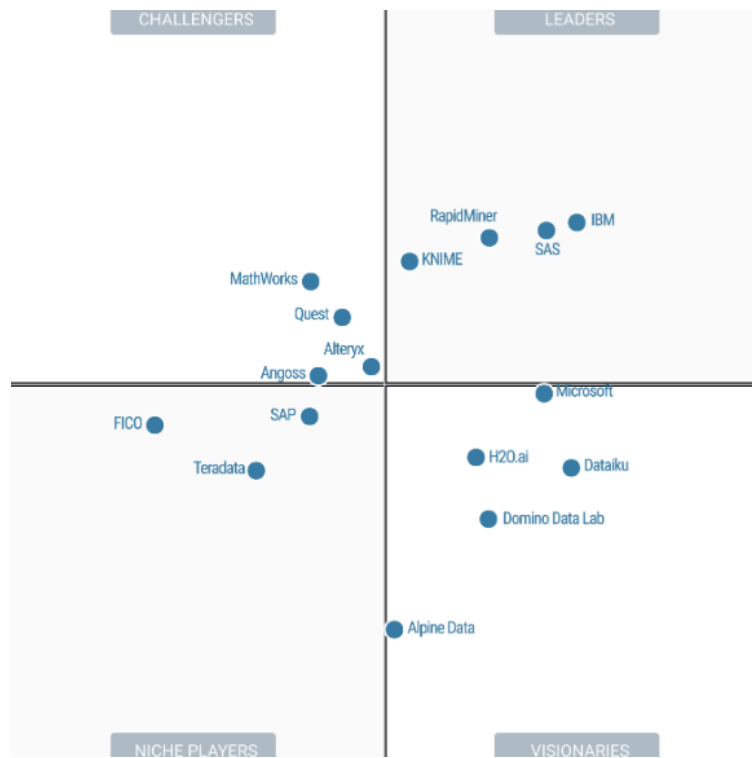 CHALLENGERS
LEADERS
RapidMiner
IBM
SAS
KNIME
MathWorks
Quest
Alteryx
Angoss
Microsoft
SAP
FICO
Teradata
H2O.ai
Dataiku
Domino Data Lab
Alpine Data
NICHE PLAYERS
VISIONARIES